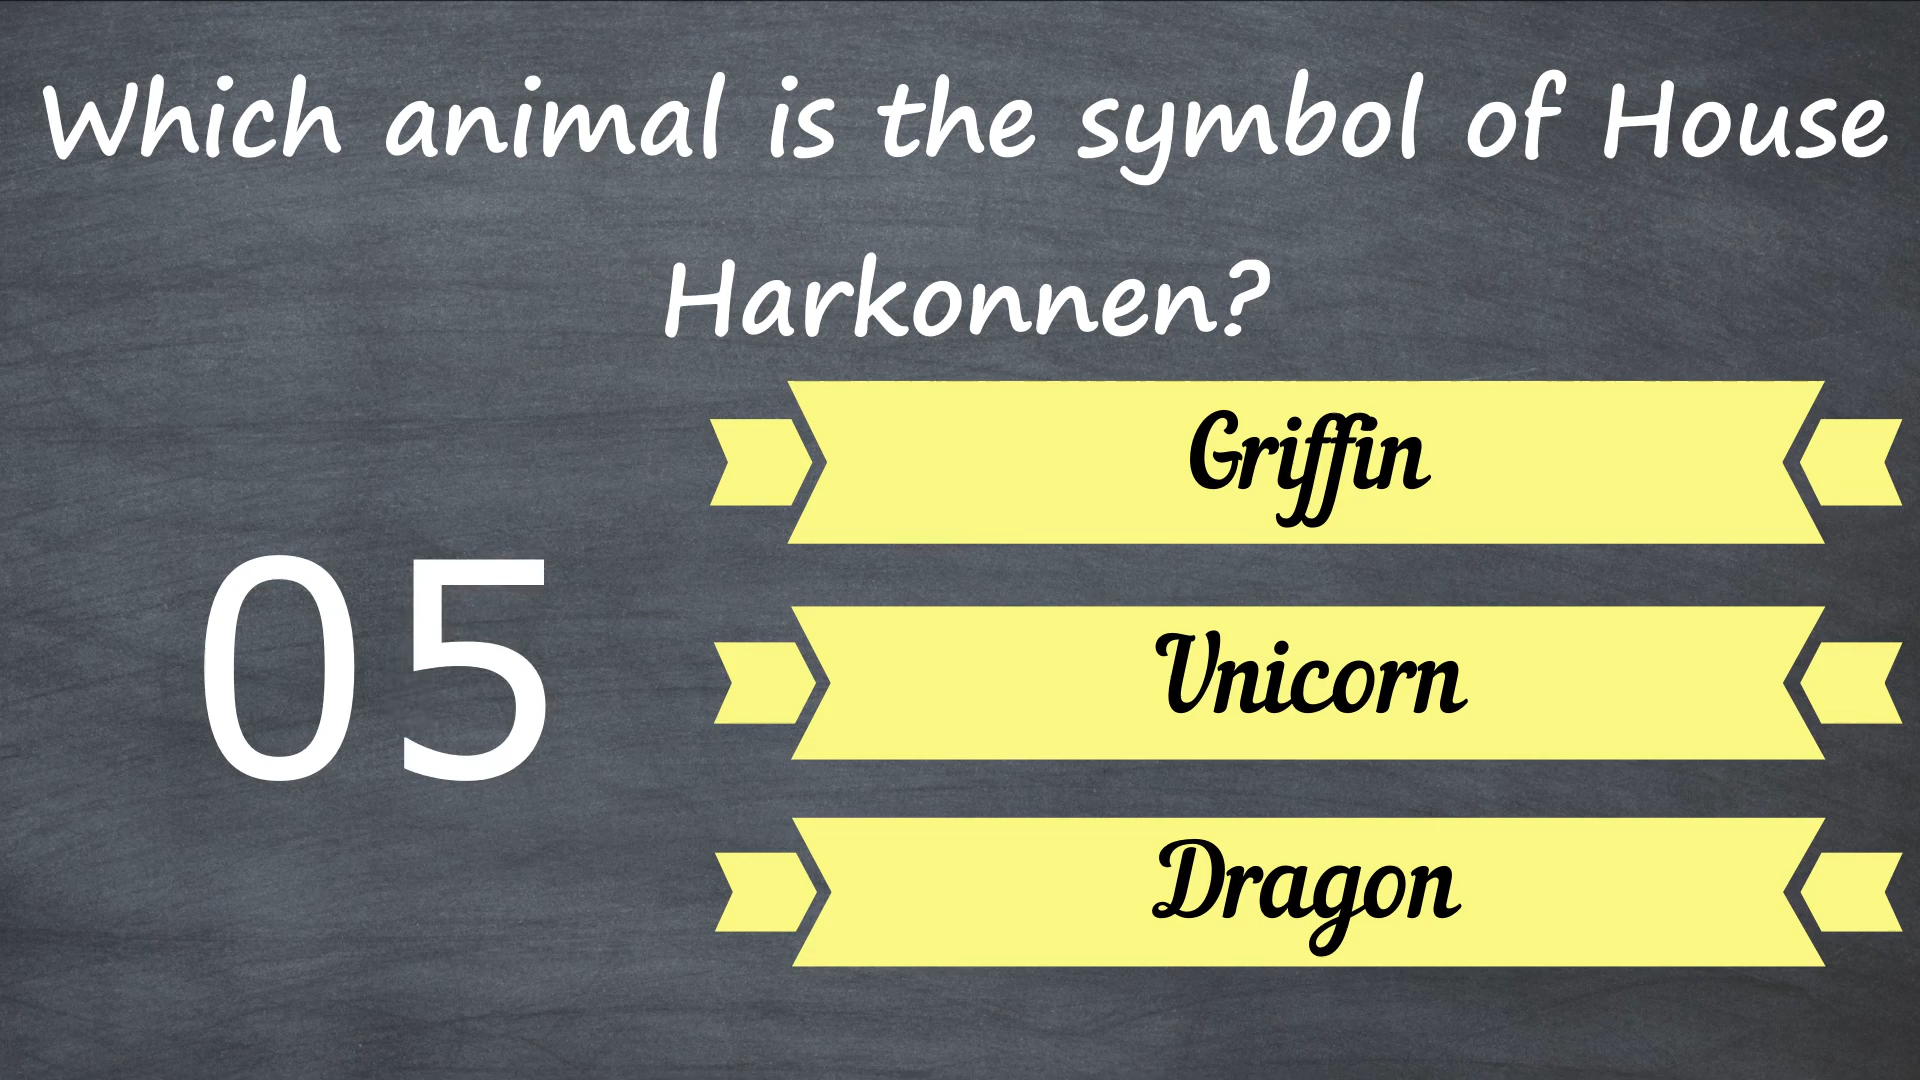 Which animal is the symbol of House
Harkonnen?
Griffin
05
Unicorn
Dragon